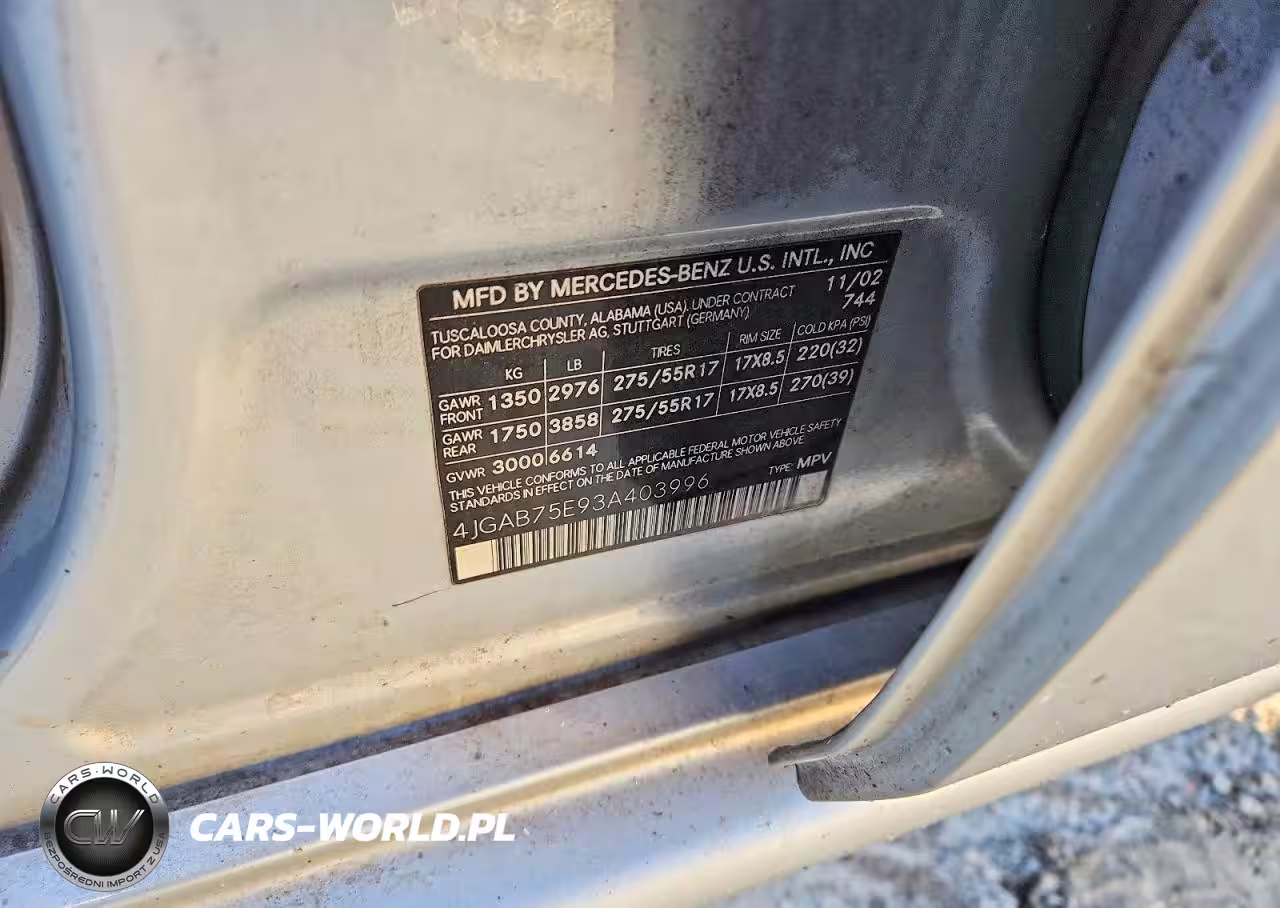 MFD BY MERCEDES-BENZ U.S. INTL., INC
TUSCALOOSA COUNTY, ALABAMA (USA), UNDER CONTRACT 11/02
FOR DAIMLERCHRYSLER AG, STUTTGART (GERMANY) 744
KG LB TIRES RIM SIZE COLD KPA (PSI)
GAWR FRONT 1350 2976 275/55R17 17X8.5 220(32)
GAWR REAR 1750 3858 275/55R17 17X8.5 270(39)
GVWR 3000 6614
THIS VEHICLE CONFORMS TO ALL APPLICABLE FEDERAL MOTOR VEHICLE SAFETY
STANDARDS IN EFFECT ON THE DATE OF MANUFACTURE SHOWN ABOVE
TYPE: MPV
4JGAB75E93A403996
CARS-WORLD
CW
BEZPOŚREDNI IMPORT Z USA
CARS-WORLD.PL